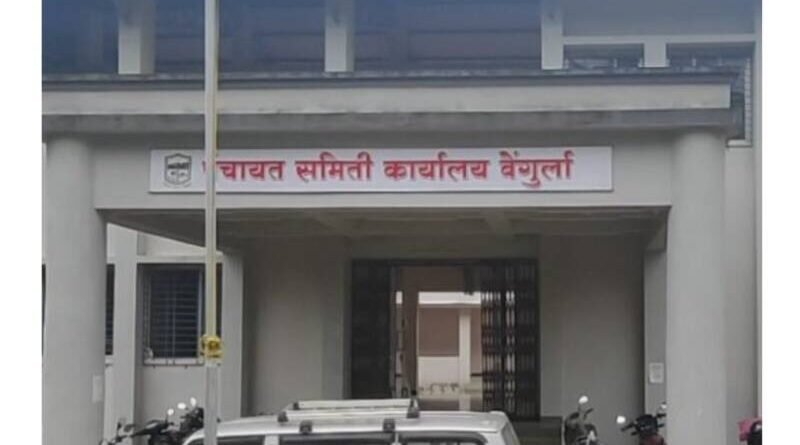 पंचायत समिती कार्यालय वेंगुर्ला